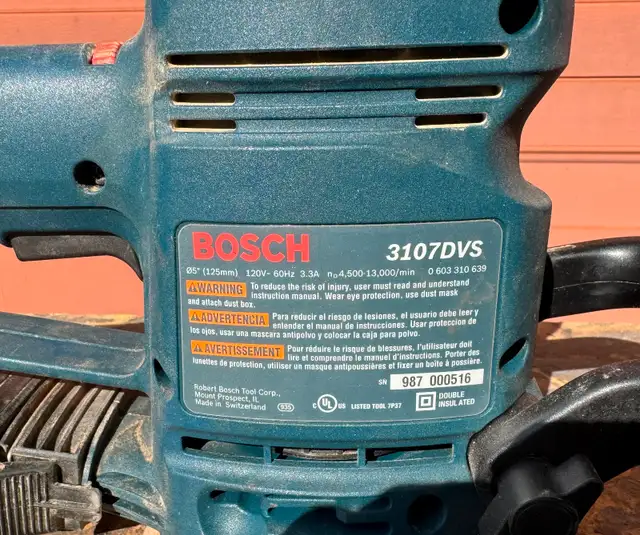 BOSCH 3107DVS
Ø5" (125mm) 120V~ 60Hz 3.3A n₀4,500-13,000/min 0 603 310 639
WARNING To reduce the risk of injury, user must read and understand
instruction manual. Wear eye protection, use dust mask
and attach dust box.
ADVERTENCIA Para reducir el riesgo de lesiones, el usuario debe leer y
entender el manual de instrucciones. Usar proteccion de
los ojos, usar una mascara antipolvo y colocar la caja para polvo.
AVERTISSEMENT Pour réduire le risque de blessures, l'utilisateur doit
lire et comprendre le manuel d'instructions. Porter des
lunettes de protection, utiliser un masque antipoussières et fixer un boîtier à poussière.
SN 987 000516
Robert Bosch Tool Corp.,
Mount Prospect, IL
Made in Switzerland
935
C UL US LISTED TOOL 7P37
DOUBLE
INSULATED